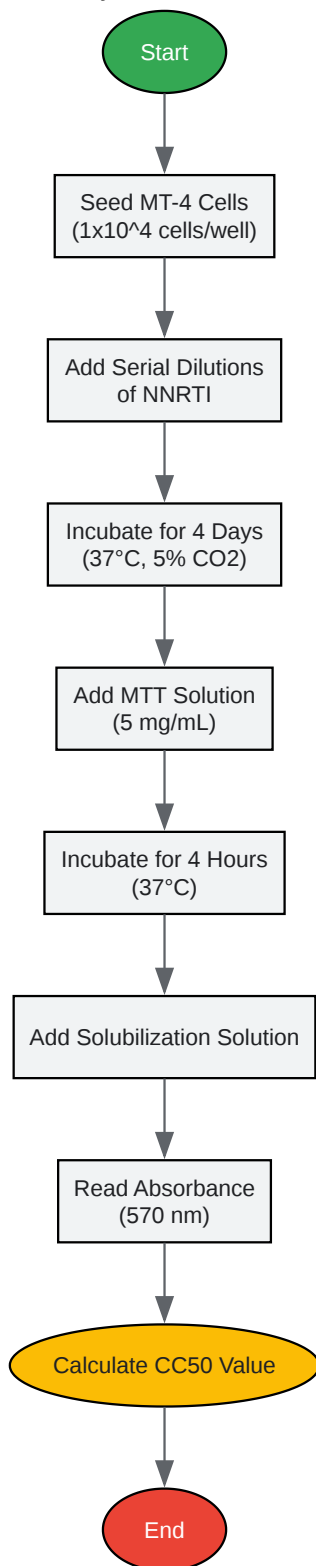 Start
Seed MT-4 Cells
(1x10^4 cells/well)
Add Serial Dilutions
of NNRTI
Incubate for 4 Days
(37°C, 5% CO2)
Add MTT Solution
(5 mg/mL)
Incubate for 4 Hours
(37°C)
Add Solubilization Solution
Read Absorbance
(570 nm)
Calculate CC50 Value
End